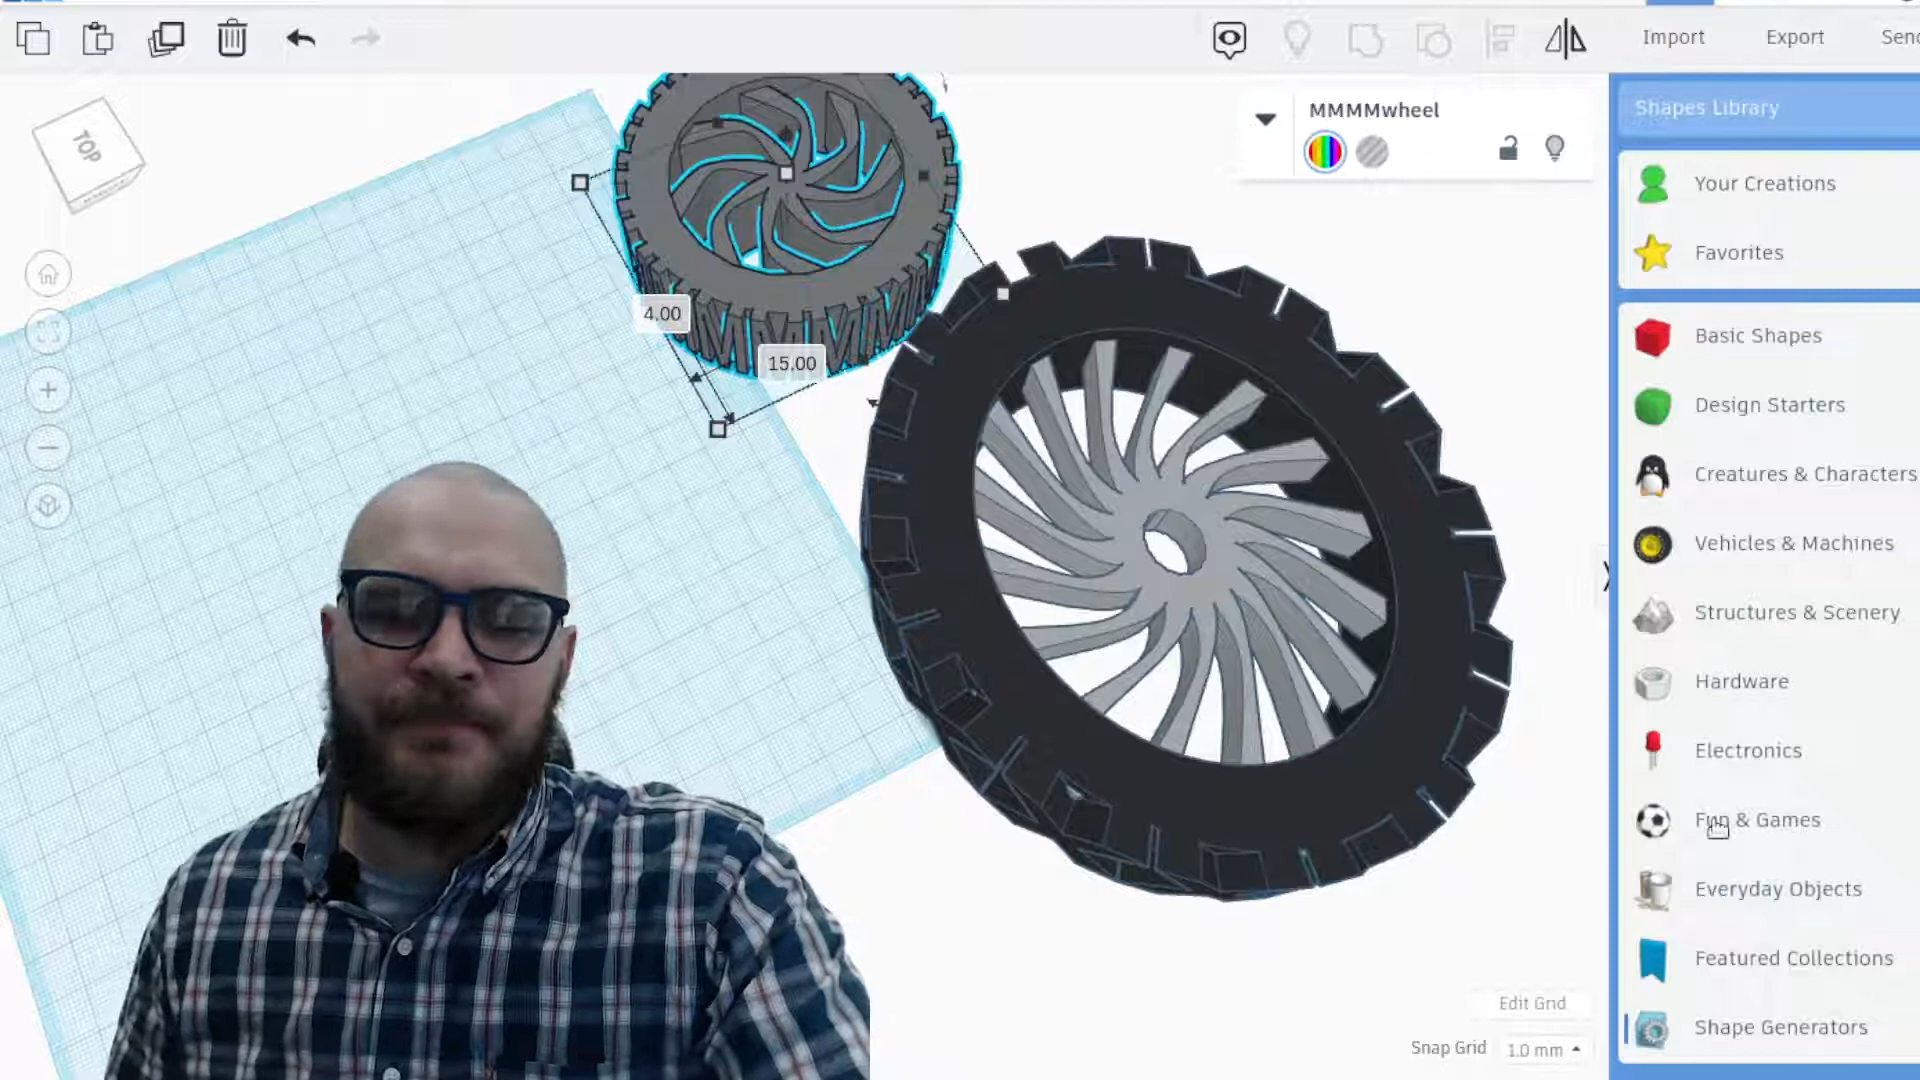 Import
Export
Senc
TOP
MMMMwheel
Shapes Library
Your Creations
Favorites
Basic Shapes
Design Starters
Creatures & Characters
Vehicles & Machines
Structures & Scenery
Hardware
Electronics
Fun & Games
Everyday Objects
Featured Collections
Shape Generators
4.00
15.00
Edit Grid
Snap Grid 1.0 mm